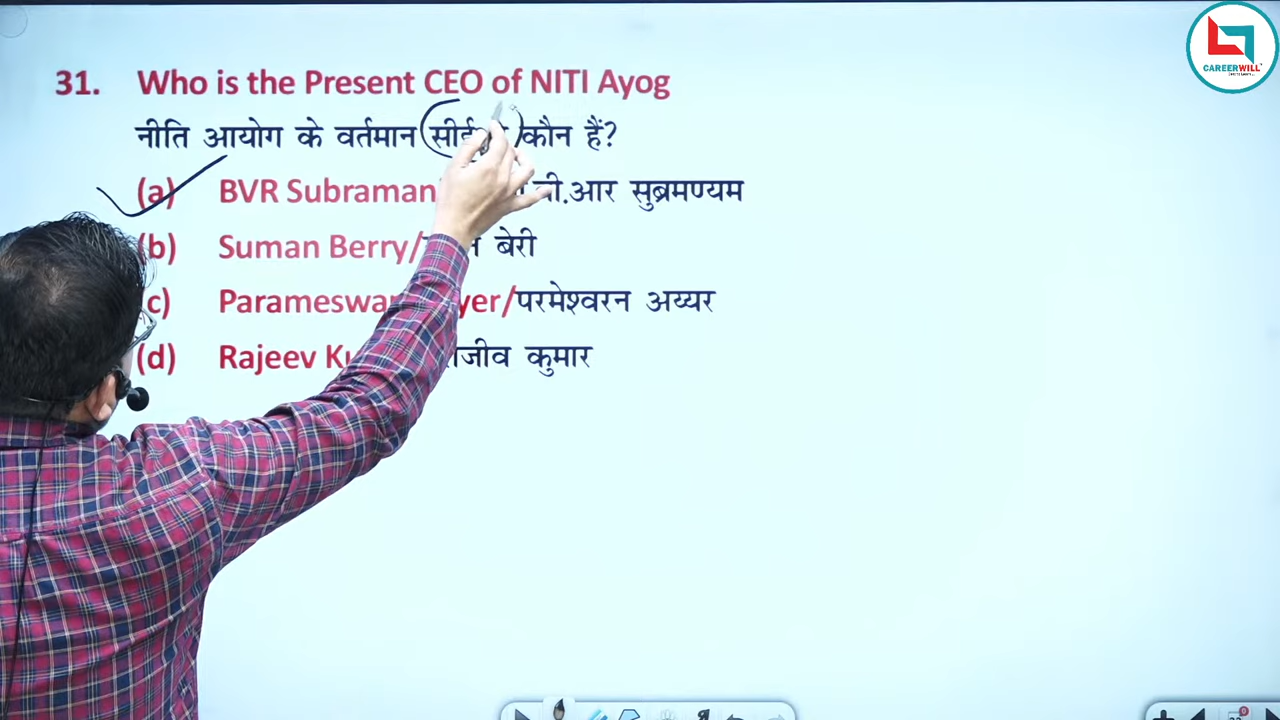 CAREERWILL
31. Who is the Present CEO of NITI Ayog
नीति आयोग के वर्तमान कौन हैं?
(a) BVR Subraman .आर सुब्रमण्यम
(b) Suman Berry/ बेरी
(c) Parameswar yer/परमेश्वरन अय्यर
(d) Rajeev कुमार